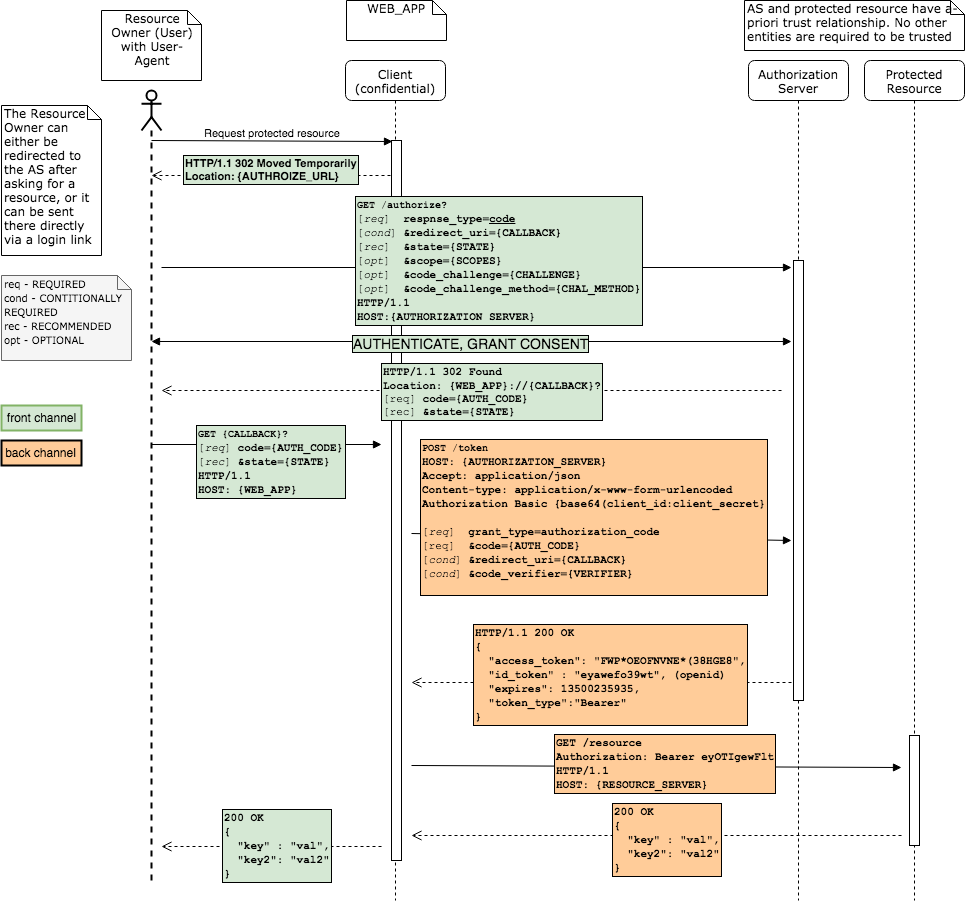 Resource
Owner (User)
with User-
Agent
WEB_APP
AS and protected resource have a-
priori trust relationship. No other
entities are required to be trusted
Client
(confidential)
Authorization
Server
Protected
Resource
The Resource
Owner can
either be
redirected to
the AS after
asking for a
resource, or it
can be sent
there directly
via a login link
Request protected resource
HTTP/1.1 302 Moved Temporarily
Location: {AUTHROIZE_URL}
GET /authorize?
[req] respnse_type=code
[cond] &redirect_uri={CALLBACK}
[rec] &state={STATE}
[opt] &scope={SCOPES}
[opt] &code_challenge={CHALLENGE}
[opt] &code_challenge_method={CHAL_METHOD}
HTTP/1.1
HOST:{AUTHORIZATION SERVER}
req - REQUIRED
cond - CONTITIONALLY
REQUIRED
rec - RECOMMENDED
opt - OPTIONAL
AUTHENTICATE, GRANT CONSENT
HTTP/1.1 302 Found
Location: {WEB_APP}://{CALLBACK}?
[req] code={AUTH_CODE}
[rec] &state={STATE}
front channel
back channel
GET {CALLBACK}?
[req] code={AUTH_CODE}
[rec] &state={STATE}
HTTP/1.1
HOST: {WEB_APP}
POST /token
HOST: {AUTHORIZATION_SERVER}
Accept: application/json
Content-type: application/x-www-form-urlencoded
Authorization Basic {base64(client_id:client_secret}
[req] grant_type=authorization_code
[req] &code={AUTH_CODE}
[cond] &redirect_uri={CALLBACK}
[cond] &code_verifier={VERIFIER}
HTTP/1.1 200 OK
{
"access_token": "FWP*OEOFNVNE*(38HGE8",
"id_token" : "eyawefo39wt", (openid)
"expires": 13500235935,
"token_type":"Bearer"
}
GET /resource
Authorization: Bearer eyOTIgewFlt
HTTP/1.1
HOST: {RESOURCE_SERVER}
200 OK
{
"key" : "val",
"key2": "val2"
}
200 OK
{
"key" : "val",
"key2": "val2"
}